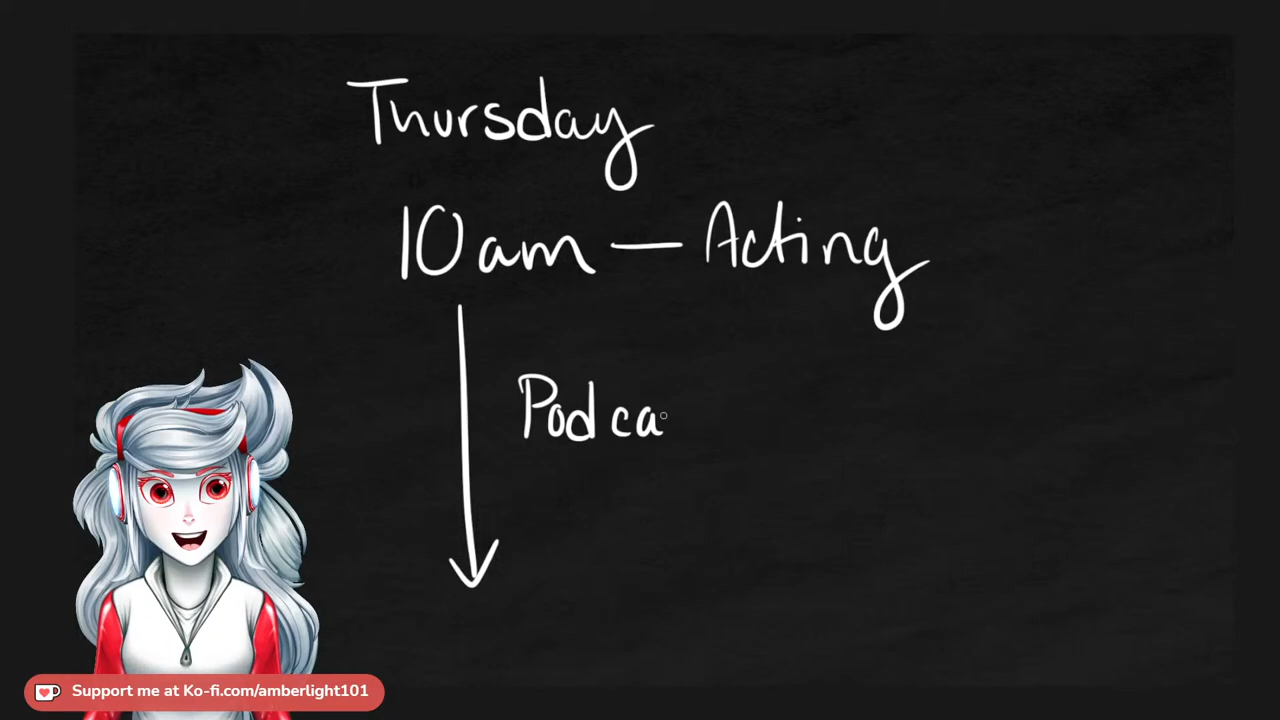 Thursday
10am — Acting
Podca
Support me at Ko-fi.com/amberlight101